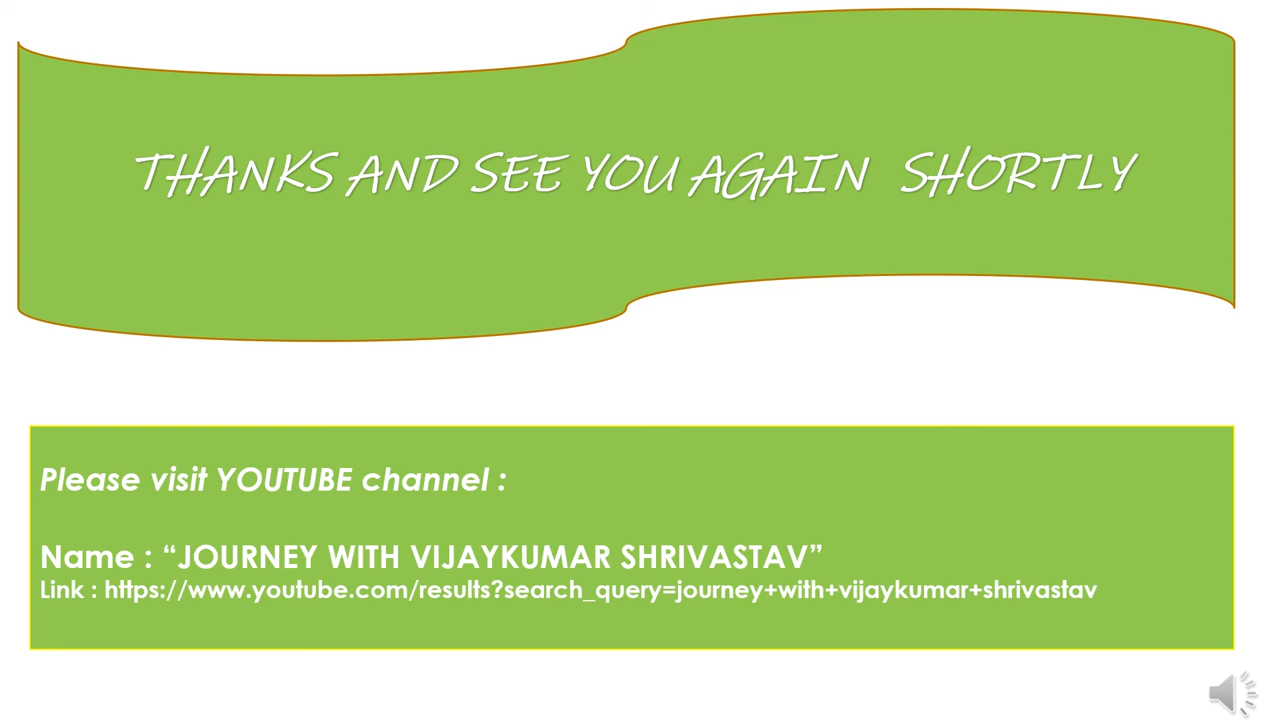 THANKS AND SEE YOU AGAIN SHORTLY
Please visit YOUTUBE channel :
Name : “JOURNEY WITH VIJAYKUMAR SHRIVASTAV”
Link : https://www.youtube.com/results?search_query=journey+with+vijaykumar+shrivastav